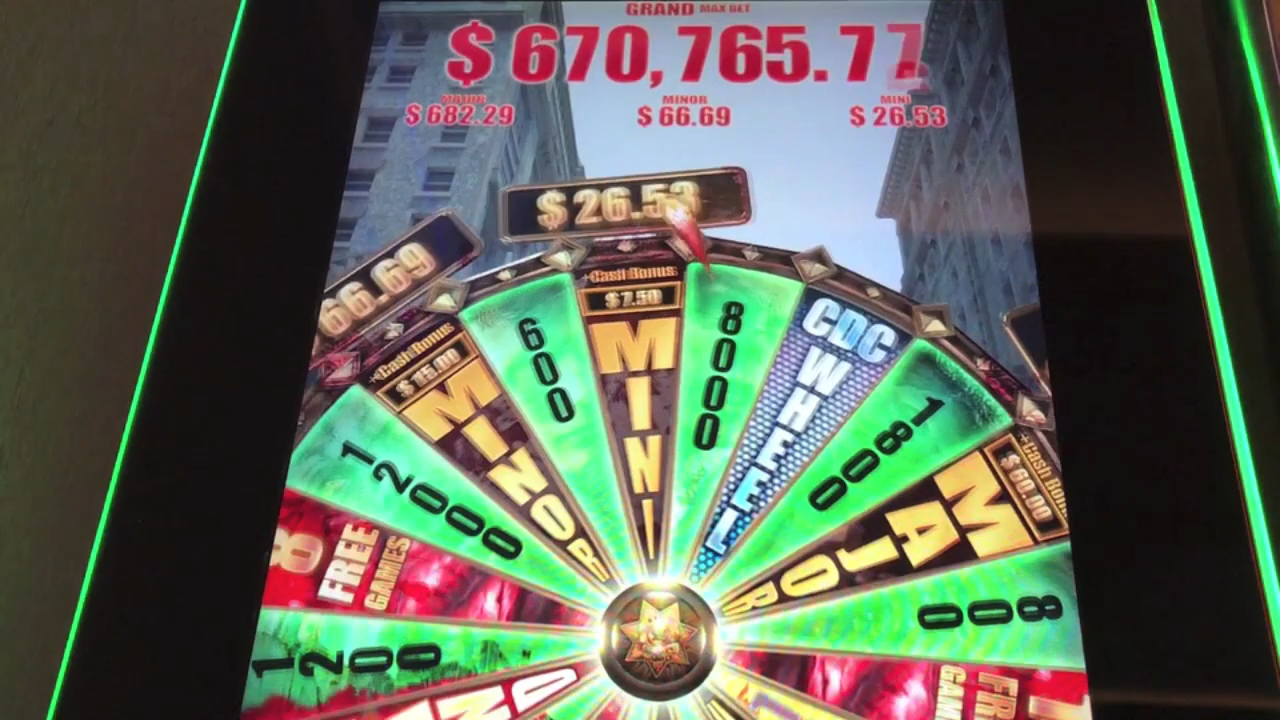 GRAND MAX BET
$ 670,765.77
MAJOR MINOR MINI
$ 682.29 $ 66.69 $ 26.53
$ 26.53
66.69
+Cash Bonus
$7.50
MINI
8000
CDC
WHEEL
1800
+Cash Bonus
$60.00
MAJOR
800
600
+Cash Bonus
$15.00
MINOR
12000
8
FREE
GAMES
1200